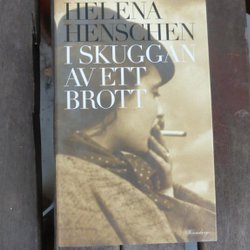 HELENA
HENSCHEN
I SKUGGAN
AV ETT
BROTT